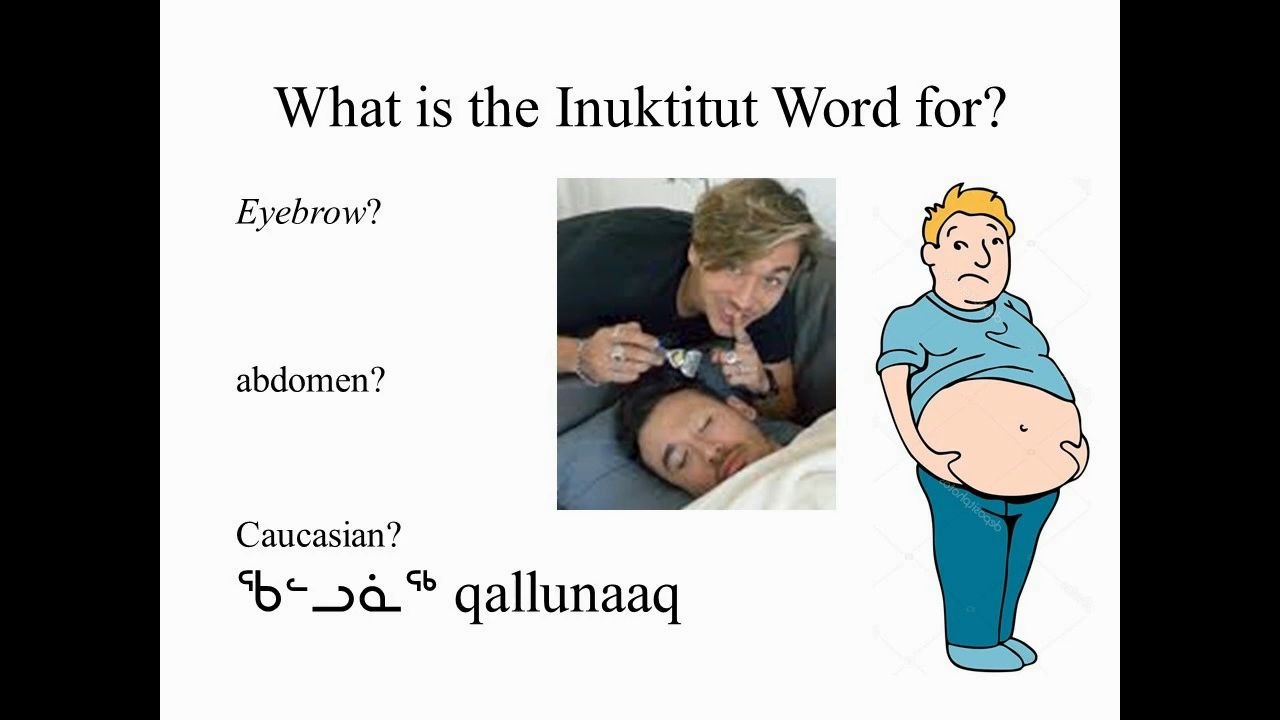 What is the Inuktitut Word for?
Eyebrow?
abdomen?
Caucasian?
ᖃᓪᓗᓈᖅ qallunaaq